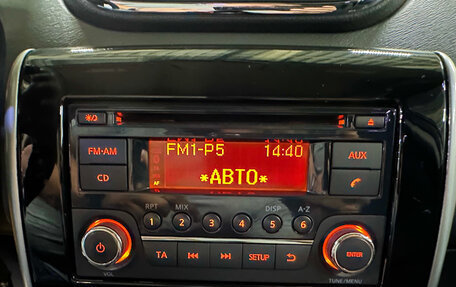 FM1-P5 14:40
*АВТО*
FM·AM
CD
AUX
RPT MIX DISP A-Z
1 2 3 4 5 6
TA SETUP
VOL
ENTER
TUNE/MENU
AF